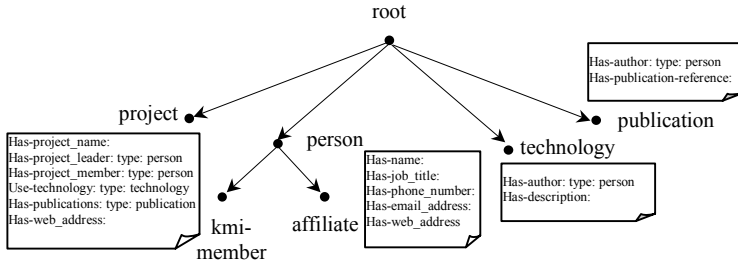 root
Has-author: type: person
Has-publication-reference:
project
person
publication
technology
Has-project_name:
Has-project_leader: type: person
Has-project_member: type: person
Use-technology: type: technology
Has-publications: type: publication
Has-web_address:
kmi-
member
affiliate
Has-name:
Has-job_title:
Has-phone_number:
Has-email_address:
Has-web_address
Has-author: type: person
Has-description: